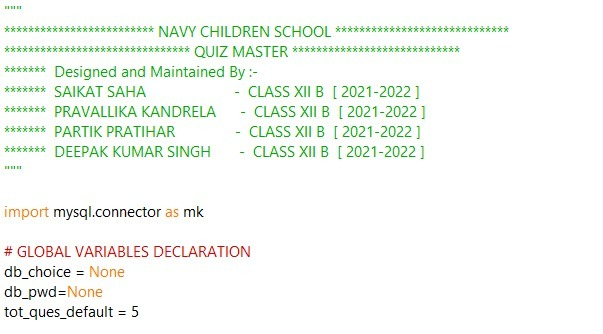 """
************************* NAVY CHILDREN SCHOOL *****************************
******************************* QUIZ MASTER ****************************
******* Designed and Maintained By :-
******* SAIKAT SAHA - CLASS XII B [ 2021-2022 ]
******* PRAVALLIKA KANDRELA - CLASS XII B [ 2021-2022 ]
******* PARTIK PRATIHAR - CLASS XII B [ 2021-2022 ]
******* DEEPAK KUMAR SINGH - CLASS XII B [ 2021-2022 ]
"""
import mysql.connector as mk
# GLOBAL VARIABLES DECLARATION
db_choice = None
db_pwd=None
tot_ques_default = 5